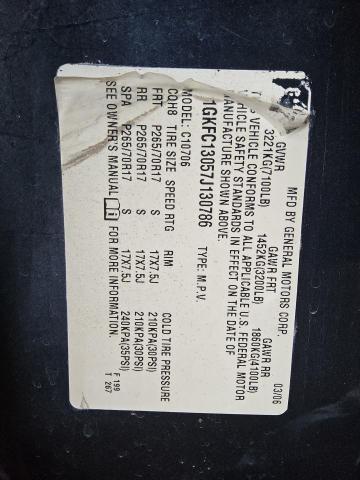 MFD BY GENERAL MOTORS CORP. 03/06
GVWR GAWR FRT GAWR RR
3221KG(7100LB) 1452KG(3200LB) 1860KG(4100LB)
VEHICLE CONFORMS TO ALL APPLICABLE U.S. FEDERAL MOTOR
VEHICLE SAFETY STANDARDS IN EFFECT ON THE DATE OF
MANUFACTURE SHOWN ABOVE.
1GKFC13057J130786 TYPE: M.P.V.
MODEL: C10706
CQH8 TIRE SIZE SPEED RTG RIM COLD TIRE PRESSURE
FRT P265/70R17 S 17X7.5J 210KPA(30PSI)
RR P265/70R17 S 17X7.5J 210KPA(30PSI)
SPA P265/70R17 S 17X7.5J 240KPA(35PSI)
SEE OWNER'S MANUAL i FOR MORE INFORMATION.
F 199
T 267